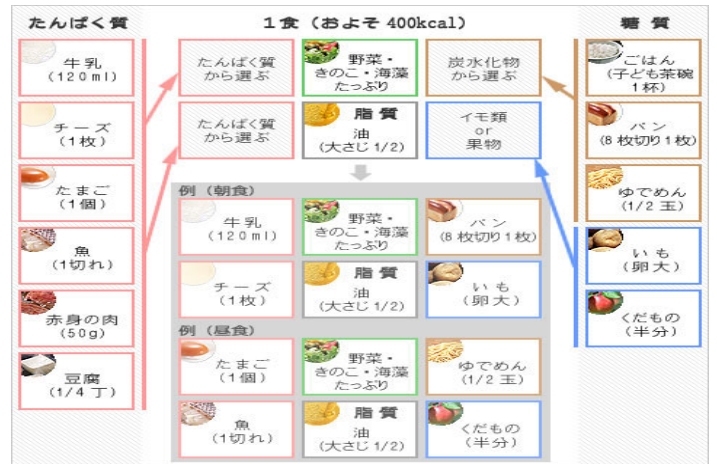 たんぱく質
牛乳
(120ml)
チーズ
(1枚)
たまご
(1個)
魚
(1切れ)
赤身の肉
(50g)
豆腐
(1/4丁)
1食(およそ400kcal)
たんぱく質
から選ぶ
野菜・
きのこ・海藻
たっぷり
炭水化物
から選ぶ
たんぱく質
から選ぶ
脂質
油
(大さじ1/2)
イモ類
or
果物
例(朝食)
牛乳
(120ml)
野菜・
きのこ・海藻
たっぷり
パン
(8枚切り1枚)
チーズ
(1枚)
脂質
油
(大さじ1/2)
いも
(卵大)
例(昼食)
たまご
(1個)
野菜・
きのこ・海藻
たっぷり
ゆでめん
(1/2玉)
魚
(1切れ)
脂質
油
(大さじ1/2)
くだもの
(半分)
糖質
ごはん
(子ども茶碗
1杯)
パン
(8枚切り1枚)
ゆでめん
(1/2玉)
いも
(卵大)
くだもの
(半分)